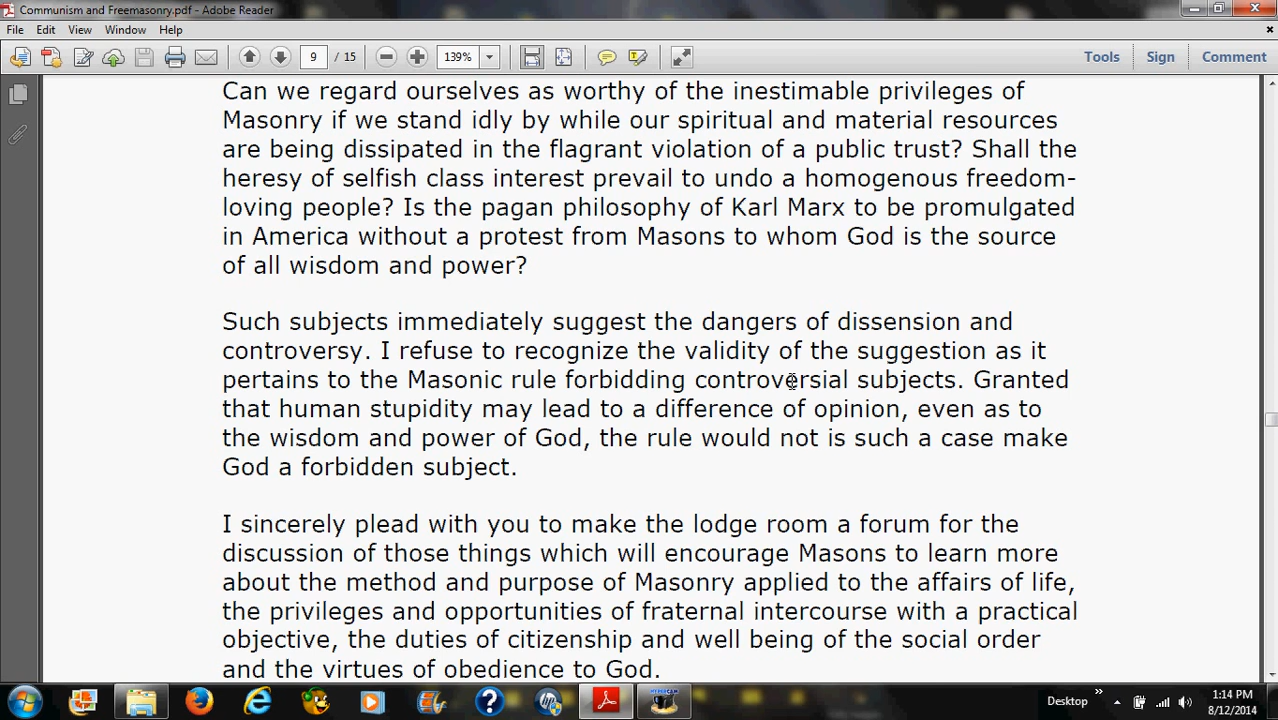 Communism and Freemasonry.pdf - Adobe Reader
File Edit View Window Help
9 / 15 139% Tools Sign Comment
Can we regard ourselves as worthy of the inestimable privileges of
Masonry if we stand idly by while our spiritual and material resources
are being dissipated in the flagrant violation of a public trust? Shall the
heresy of selfish class interest prevail to undo a homogenous freedom-
loving people? Is the pagan philosophy of Karl Marx to be promulgated
in America without a protest from Masons to whom God is the source
of all wisdom and power?
Such subjects immediately suggest the dangers of dissension and
controversy. I refuse to recognize the validity of the suggestion as it
pertains to the Masonic rule forbidding controversial subjects. Granted
that human stupidity may lead to a difference of opinion, even as to
the wisdom and power of God, the rule would not is such a case make
God a forbidden subject.
I sincerely plead with you to make the lodge room a forum for the
discussion of those things which will encourage Masons to learn more
about the method and purpose of Masonry applied to the affairs of life,
the privileges and opportunities of fraternal intercourse with a practical
objective, the duties of citizenship and well being of the social order
and the virtues of obedience to God.
Desktop
1:14 PM
8/12/2014